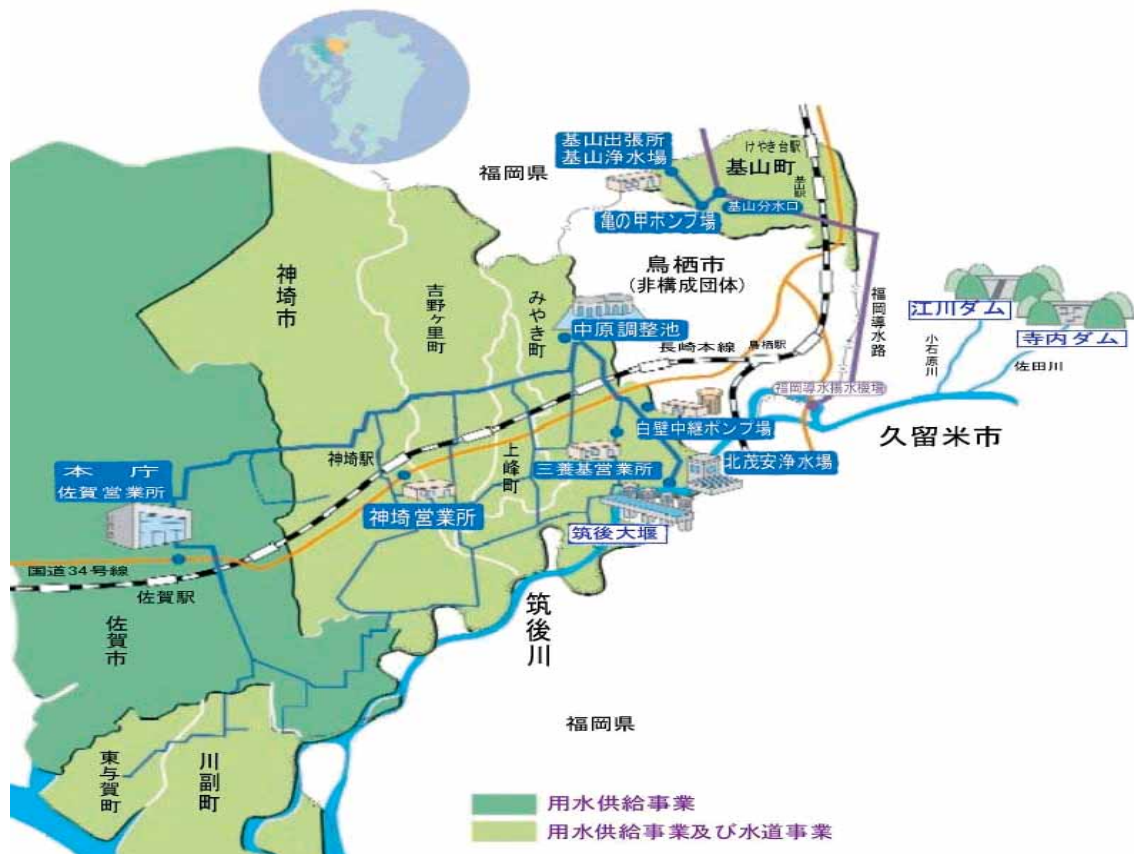 福岡県
基山出張所
基山浄水場
けやき台駅
基山町
基山駅
亀の甲ポンプ場
基山分水口
鳥栖市
(非構成団体)
神埼市
吉野ヶ里町
みやき町
中原調整池
長崎本線
鳥栖駅
福岡導水路
江川ダム
寺内ダム
小石原川
佐田川
福岡導水揚水機場
久留米市
白壁中継ポンプ場
北茂安浄水場
三養基営業所
上峰町
神埼駅
神埼営業所
本庁
佐賀営業所
筑後大堰
国道34号線
佐賀駅
佐賀市
筑後川
福岡県
東与賀町
川副町
用水供給事業
用水供給事業及び水道事業